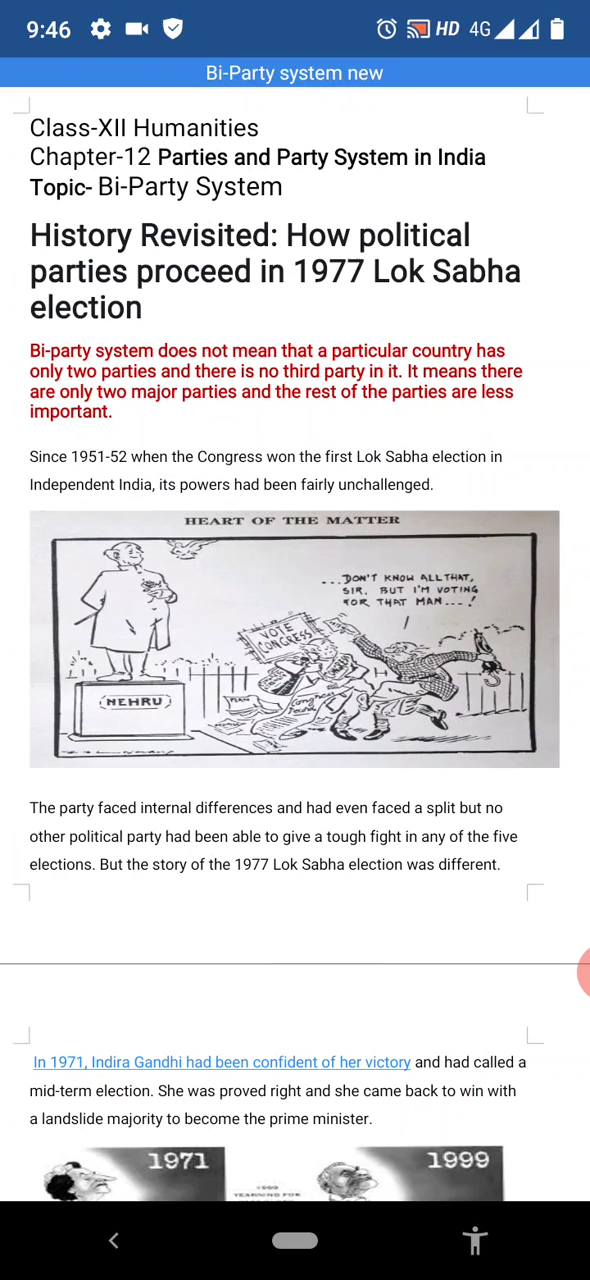 9:46 HD 4G
Bi-Party system new
Class-XII Humanities
Chapter-12 Parties and Party System in India
Topic- Bi-Party System
History Revisited: How political
parties proceed in 1977 Lok Sabha
election
Bi-party system does not mean that a particular country has
only two parties and there is no third party in it. It means there
are only two major parties and the rest of the parties are less
important.
Since 1951-52 when the Congress won the first Lok Sabha election in
Independent India, its powers had been fairly unchallenged.
HEART OF THE MATTER
...DON'T KNOW ALL THAT,
SIR, BUT I'M VOTING
FOR THAT MAN...!
VOTE
CONGRESS
NEHRU
The party faced internal differences and had even faced a split but no
other political party had been able to give a tough fight in any of the five
elections. But the story of the 1977 Lok Sabha election was different.
In 1971, Indira Gandhi had been confident of her victory and had called a
mid-term election. She was proved right and she came back to win with
a landslide majority to become the prime minister.
1971
1999
YEARNING FOR